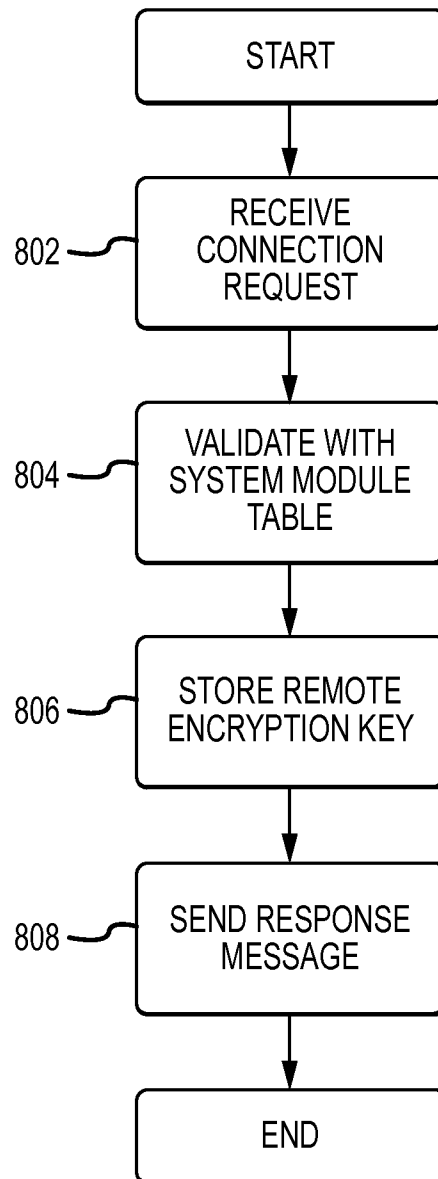 START
802
RECEIVE
CONNECTION
REQUEST
804
VALIDATE WITH
SYSTEM MODULE
TABLE
806
STORE REMOTE
ENCRYPTION KEY
808
SEND RESPONSE
MESSAGE
END